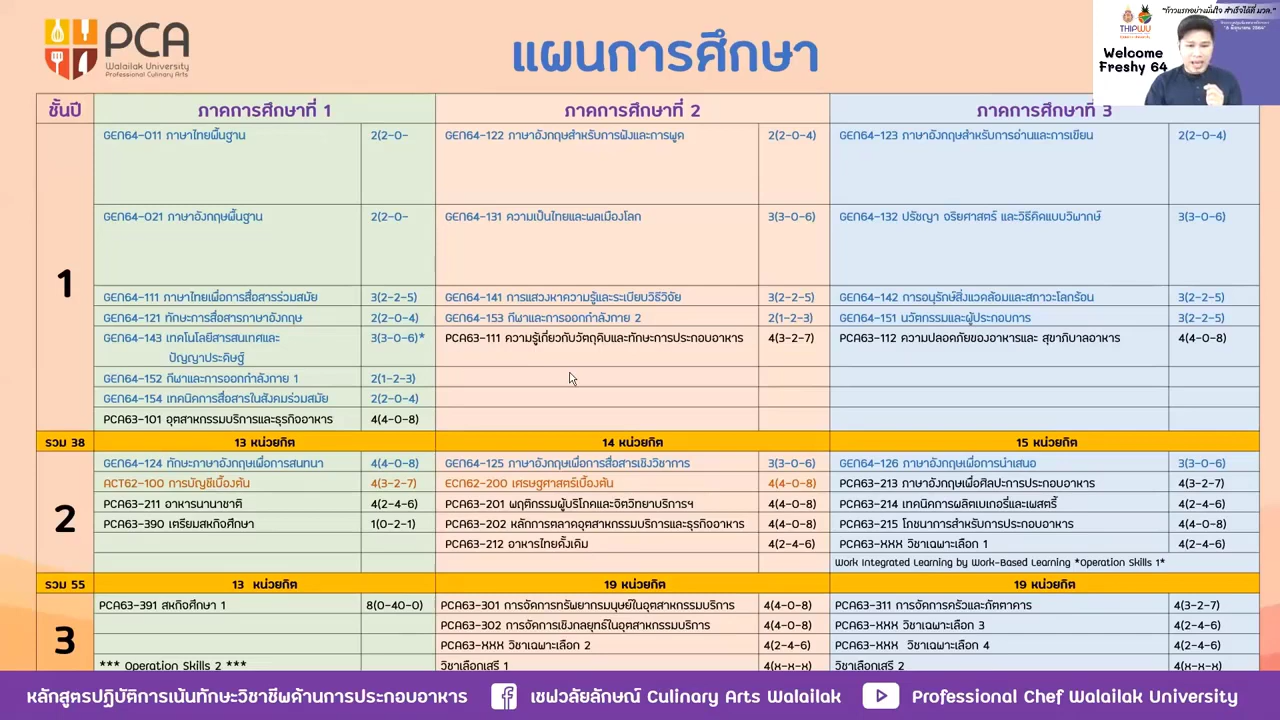 PCA
Walailak University
Professional Culinary Arts
แผนการศึกษา
"ก้าวแรกอย่างมั่นใจ สำเร็จได้ที่ มวล."
THIPWU
Welcome
Freshy 64
ชั้นปี ภาคการศึกษาที่ 1 ภาคการศึกษาที่ 2 ภาคการศึกษาที่ 3
1
GEN64-011 ภาษาไทยพื้นฐาน 2(2-0- GEN64-122 ภาษาอังกฤษสำหรับการฟังและการพูด 2(2-0-4) GEN64-123 ภาษาอังกฤษสำหรับการอ่านและการเขียน 2(2-0-4)
GEN64-021 ภาษาอังกฤษพื้นฐาน 2(2-0- GEN64-131 ความเป็นไทยและพลเมืองโลก 3(3-0-6) GEN64-132 ปรัชญา จริยศาสตร์ และวิธีคิดแบบวิพากษ์ 3(3-0-6)
GEN64-111 ภาษาไทยเพื่อการสื่อสารร่วมสมัย 3(2-2-5) GEN64-141 การแสวงหาความรู้และระเบียบวิธีวิจัย 3(2-2-5) GEN64-142 การอนุรักษ์สิ่งแวดล้อมและสภาวะโลกร้อน 3(2-2-5)
GEN64-121 ทักษะการสื่อสารภาษาอังกฤษ 2(2-0-4) GEN64-153 กีฬาและการออกกำลังกาย 2 2(1-2-3) GEN64-151 นวัตกรรมและผู้ประกอบการ 3(2-2-5)
GEN64-143 เทคโนโลยีสารสนเทศและ 3(3-0-6)* PCA63-111 ความรู้เกี่ยวกับวัตถุดิบและทักษะการประกอบอาหาร 4(3-2-7) PCA63-112 ความปลอดภัยของอาหารและ สุขาภิบาลอาหาร 4(4-0-8)
ปัญญาประดิษฐ์
GEN64-152 กีฬาและการออกกำลังกาย 1 2(1-2-3)
GEN64-154 เทคนิคการสื่อสารในสังคมร่วมสมัย 2(2-0-4)
PCA63-101 อุตสาหกรรมบริการและธุรกิจอาหาร 4(4-0-8)
รวม 38 13 หน่วยกิต 14 หน่วยกิต 15 หน่วยกิต
2
GEN64-124 ทักษะภาษาอังกฤษเพื่อการสนทนา 4(4-0-8) GEN64-125 ภาษาอังกฤษเพื่อการสื่อสารเชิงวิชาการ 3(3-0-6) GEN64-126 ภาษาอังกฤษเพื่อการนำเสนอ 3(3-0-6)
ACT62-100 การบัญชีเบื้องต้น 4(3-2-7) ECN62-200 เศรษฐศาสตร์เบื้องต้น 4(4-0-8) PCA63-213 ภาษาอังกฤษเพื่อศิลปะการประกอบอาหาร 4(3-2-7)
PCA63-211 อาหารนานาชาติ 4(2-4-6) PCA63-201 พฤติกรรมผู้บริโภคและจิตวิทยาบริการฯ 4(4-0-8) PCA63-214 เทคนิคการผลิตเบเกอรี่และเพสตรี้ 4(2-4-6)
PCA63-390 เตรียมสหกิจศึกษา 1(0-2-1) PCA63-202 หลักการตลาดอุตสาหกรรมบริการและธุรกิจอาหาร 4(4-0-8) PCA63-215 โภชนาการสำหรับการประกอบอาหาร 4(4-0-8)
PCA63-212 อาหารไทยดั้งเดิม 4(2-4-6) PCA63-XXX วิชาเฉพาะเลือก 1 4(2-4-6)
Work Integrated Learning by Work-Based Learning *Operation Skills 1*
รวม 55 13 หน่วยกิต 19 หน่วยกิต 19 หน่วยกิต
3
PCA63-391 สหกิจศึกษา 1 8(0-40-0) PCA63-301 การจัดการทรัพยากรมนุษย์ในอุตสาหกรรมบริการ 4(4-0-8) PCA63-311 การจัดการครัวและภัตตาคาร 4(3-2-7)
PCA63-302 การจัดการเชิงกลยุทธ์ในอุตสาหกรรมบริการ 4(4-0-8) PCA63-XXX วิชาเฉพาะเลือก 3 4(2-4-6)
PCA63-XXX วิชาเฉพาะเลือก 2 4(2-4-6) PCA63-XXX วิชาเฉพาะเลือก 4 4(2-4-6)
*** Operation Skills 2 *** วิชาเลือกเสรี 1 4(x-x-x) วิชาเลือกเสรี 2 4(x-x-x)
หลักสูตรปฏิบัติการเน้นทักษะวิชาชีพด้านการประกอบอาหาร เชฟวลัยลักษณ์ Culinary Arts Walailak Professional Chef Walailak University